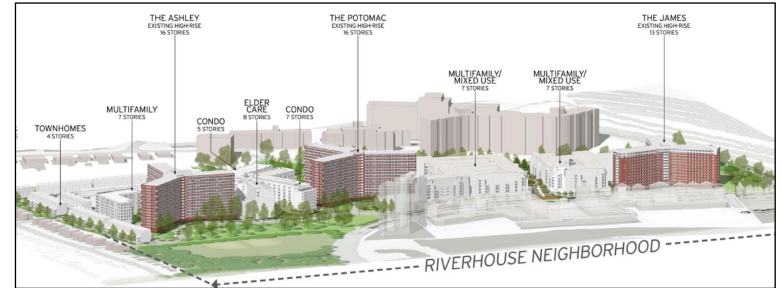 THE ASHLEY
EXISTING HIGH-RISE
16 STORIES
THE POTOMAC
EXISTING HIGH-RISE
16 STORIES
THE JAMES
EXISTING HIGH-RISE
13 STORIES
MULTIFAMILY/
MIXED USE
7 STORIES
MULTIFAMILY/
MIXED USE
7 STORIES
ELDER
CARE
8 STORIES
MULTIFAMILY
7 STORIES
CONDO
5 STORIES
CONDO
7 STORIES
TOWNHOMES
4 STORIES
S
RIVERHOUSE NEIGHBORHOOD